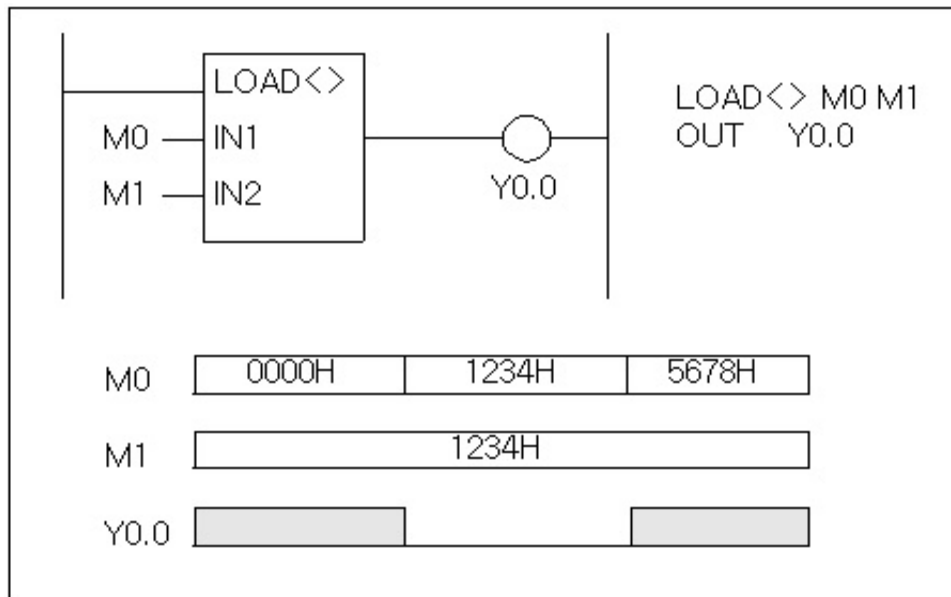 LOAD<>
M0 IN1
M1 IN2
Y0.0
LOAD<> M0 M1
OUT Y0.0
M0 0000H 1234H 5678H
M1 1234H
Y0.0